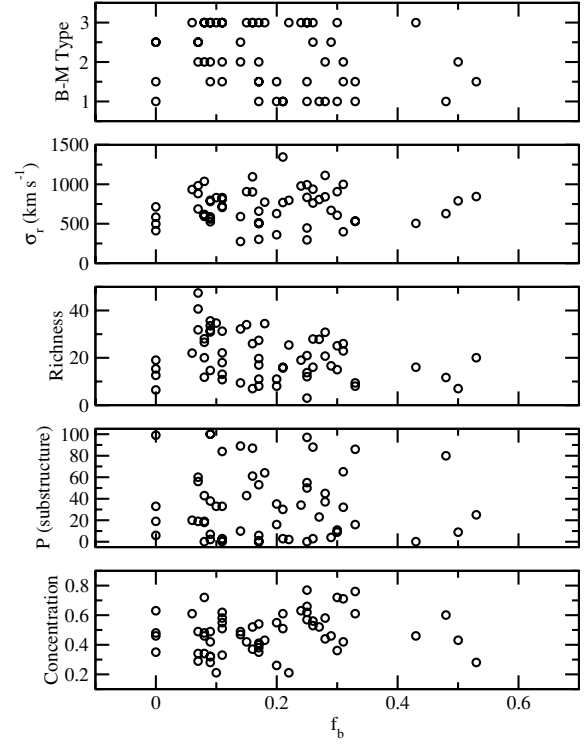 3
2
1
B-M Type
1500
1000
500
0
σr (km s-1)
40
20
0
Richness
100
80
60
40
20
0
P (substructure)
0.8
0.6
0.4
0.2
Concentration
0 0.2 0.4 0.6
f_b